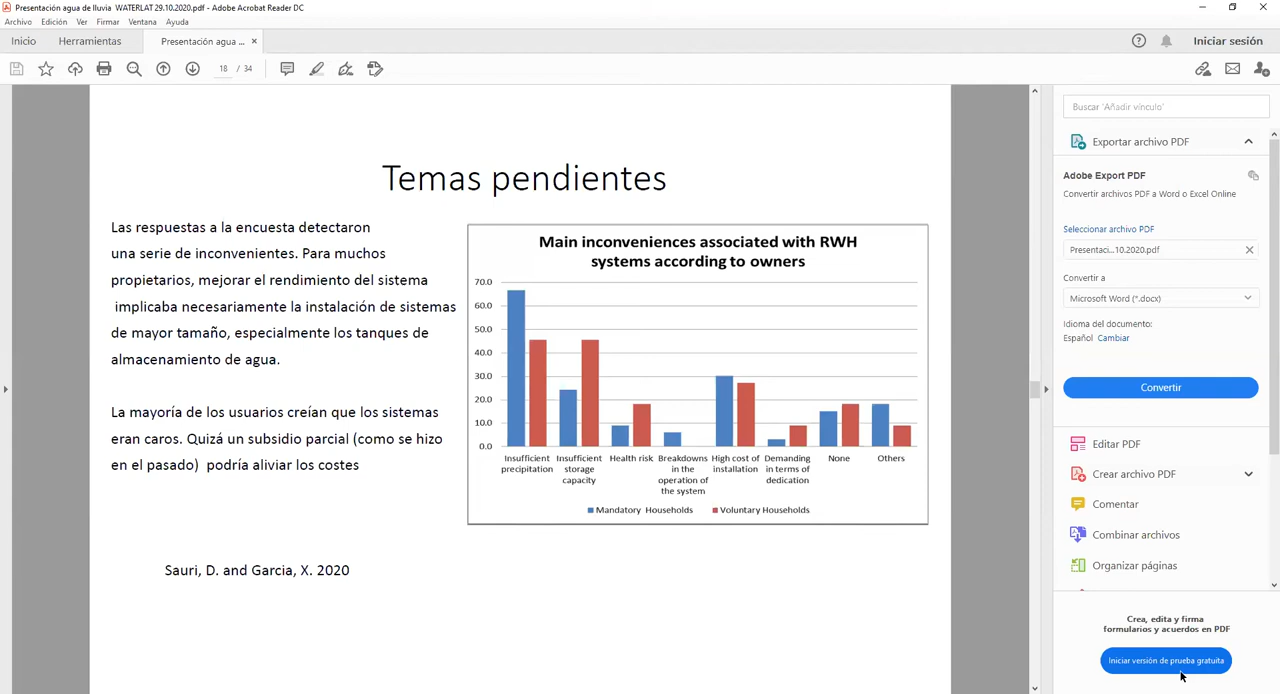 Presentación agua de lluvia  WATERLAT 29.10.2020.pdf - Adobe Acrobat Reader DC
Archivo Edición Ver Firmar Ventana Ayuda
Inicio Herramientas Presentación agua ... × Iniciar sesión
18 / 34
Temas pendientes
Las respuestas a la encuesta detectaron
una serie de inconvenientes. Para muchos
propietarios, mejorar el rendimiento del sistema
implicaba necesariamente la instalación de sistemas
de mayor tamaño, especialmente los tanques de
almacenamiento de agua.
La mayoría de los usuarios creían que los sistemas
eran caros. Quizá un subsidio parcial (como se hizo
en el pasado)  podría aliviar los costes
Sauri, D. and Garcia, X. 2020
Main inconveniences associated with RWH
systems according to owners
70.0
60.0
50.0
40.0
30.0
20.0
10.0
0.0
Insufficient precipitation
Insufficient storage capacity
Health risk
Breakdowns in the operation of the system
High cost of installation
Demanding in terms of dedication
None
Others
Mandatory Households
Voluntary Households
Buscar 'Añadir vínculo'
Exportar archivo PDF
Adobe Export PDF
Convertir archivos PDF a Word o Excel Online
Seleccionar archivo PDF
Presentaci...10.2020.pdf
Convertir a
Microsoft Word (*.docx)
Idioma del documento:
Español Cambiar
Convertir
Editar PDF
Crear archivo PDF
Comentar
Combinar archivos
Organizar páginas
Crea, edita y firma
formularios y acuerdos en PDF
Iniciar versión de prueba gratuita